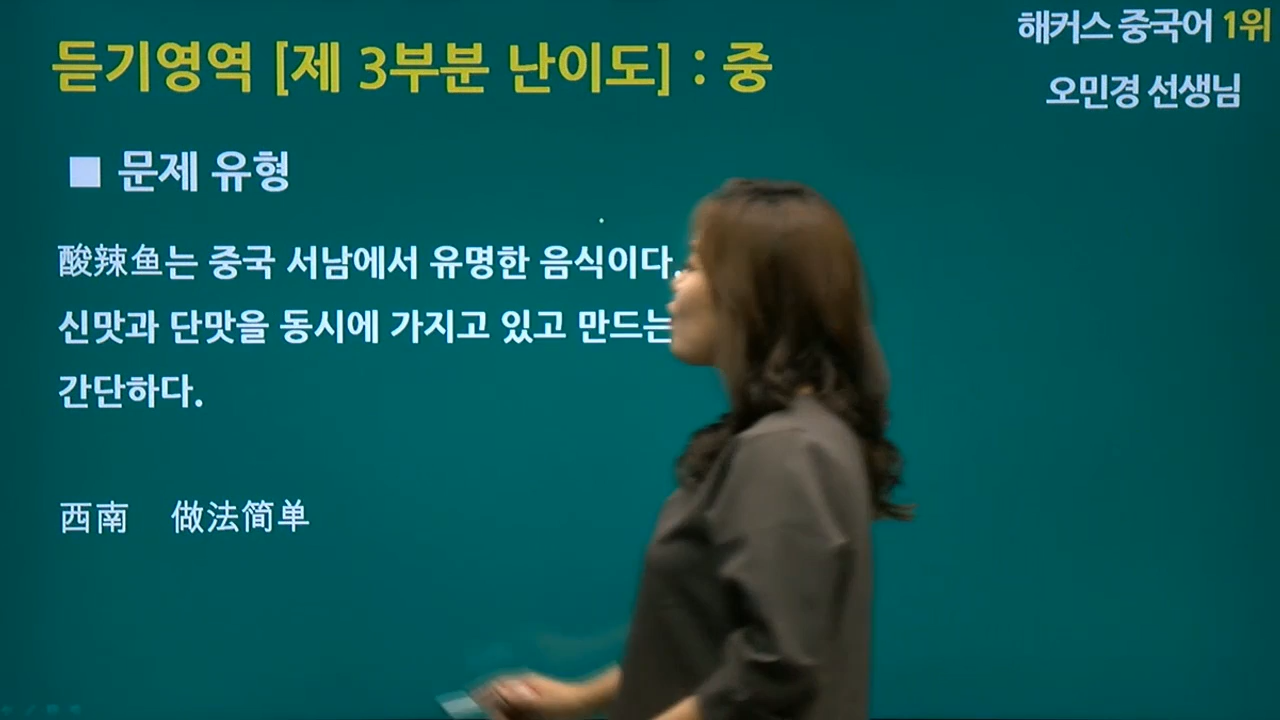 듣기영역 [제 3부분 난이도] : 중
해커스 중국어 1위
오민경 선생님
■ 문제 유형
酸辣鱼는 중국 서남에서 유명한 음식이다.
신맛과 단맛을 동시에 가지고 있고 만드는
간단하다.
西南 做法简单